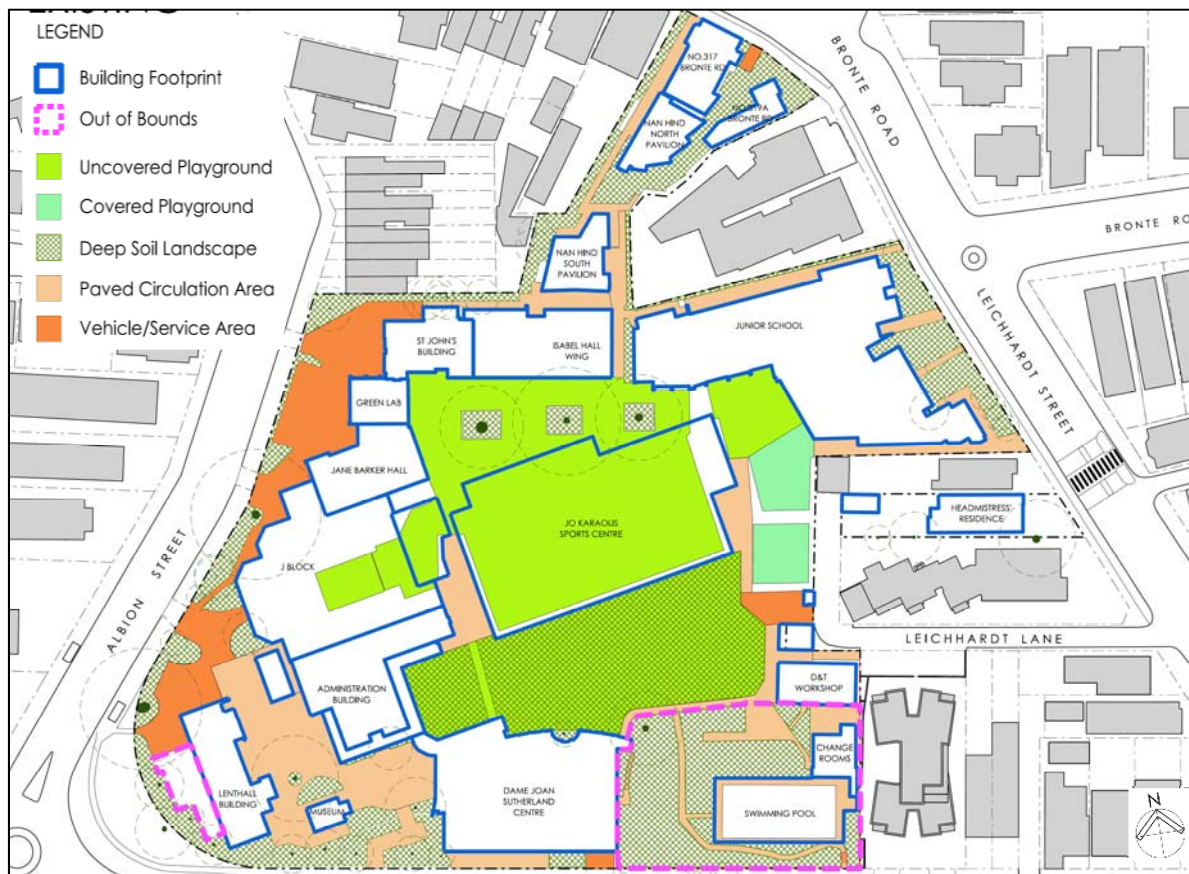 EXISTING
LEGEND
Building Footprint
Out of Bounds
Uncovered Playground
Covered Playground
Deep Soil Landscape
Paved Circulation Area
Vehicle/Service Area
NO.317
BRONTE RD
NO.319A
BRONTE RD
NAN HIND
NORTH
PAVILION
BRONTE ROAD
BRONTE RO
NAN HIND
SOUTH
PAVILION
ST JOHN'S
BUILDING
ISABEL HALL
WING
JUNIOR SCHOOL
LEICHHARDT STREET
GREEN LAB
JANE BARKER HALL
JO KARAOLIS
SPORTS CENTRE
HEADMISTRESS'
RESIDENCE
J BLOCK
ALBION STREET
LEICHHARDT LANE
ADMINISTRATION
BUILDING
D&T
WORKSHOP
CHANGE
ROOMS
LENTHALL
BUILDING
MUSEUM
DAME JOAN
SUTHERLAND
CENTRE
SWIMMING POOL
N